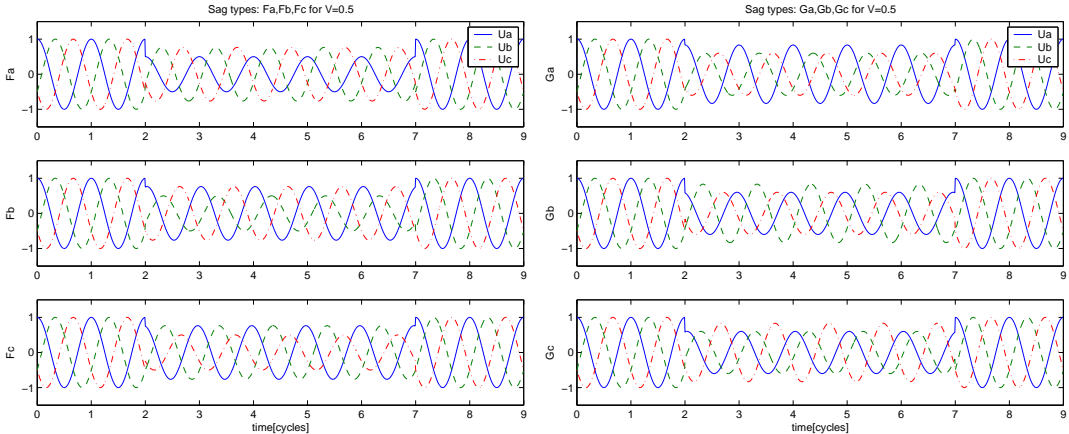 Sag types: Fa,Fb,Fc for V=0.5
Fa
1
0
−1
Ua
Ub
Uc
0 1 2 3 4 5 6 7 8 9
Fb
1
0
−1
0 1 2 3 4 5 6 7 8 9
Fc
1
0
−1
0 1 2 3 4 5 6 7 8 9
time[cycles]
Sag types: Ga,Gb,Gc for V=0.5
Ga
1
0
−1
Ua
Ub
Uc
0 1 2 3 4 5 6 7 8 9
Gb
1
0
−1
0 1 2 3 4 5 6 7 8 9
Gc
1
0
−1
0 1 2 3 4 5 6 7 8 9
time[cycles]